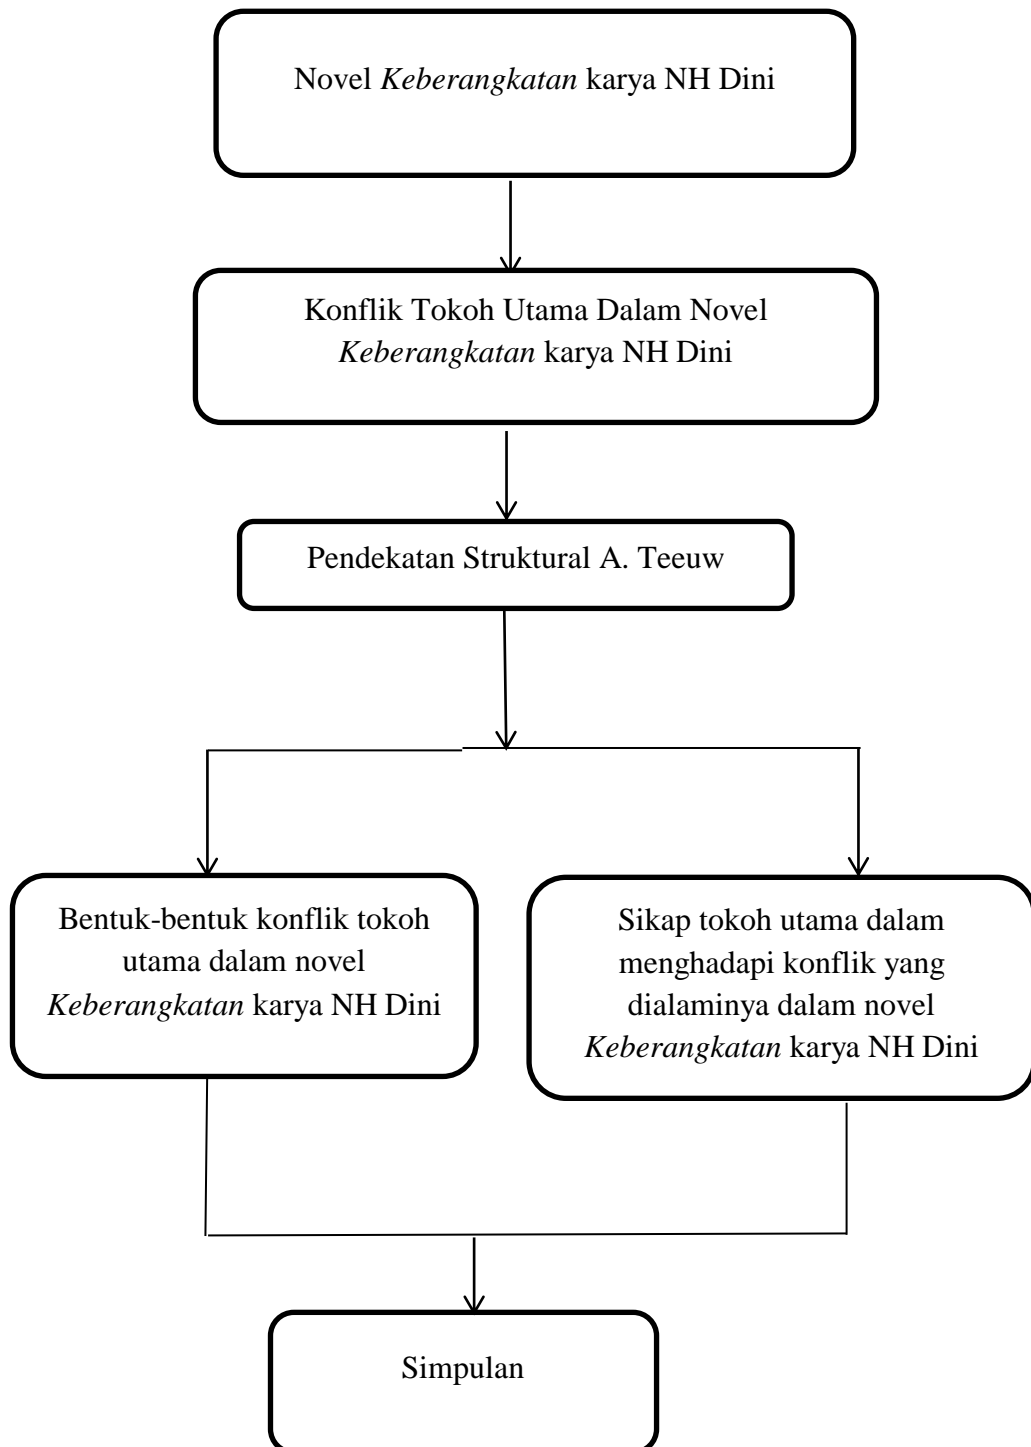 Novel Keberangkatan karya NH Dini
Konflik Tokoh Utama Dalam Novel
Keberangkatan karya NH Dini
Pendekatan Struktural A. Teeuw
Bentuk-bentuk konflik tokoh
utama dalam novel
Keberangkatan karya NH Dini
Sikap tokoh utama dalam
menghadapi konflik yang
dialaminya dalam novel
Keberangkatan karya NH Dini
Simpulan